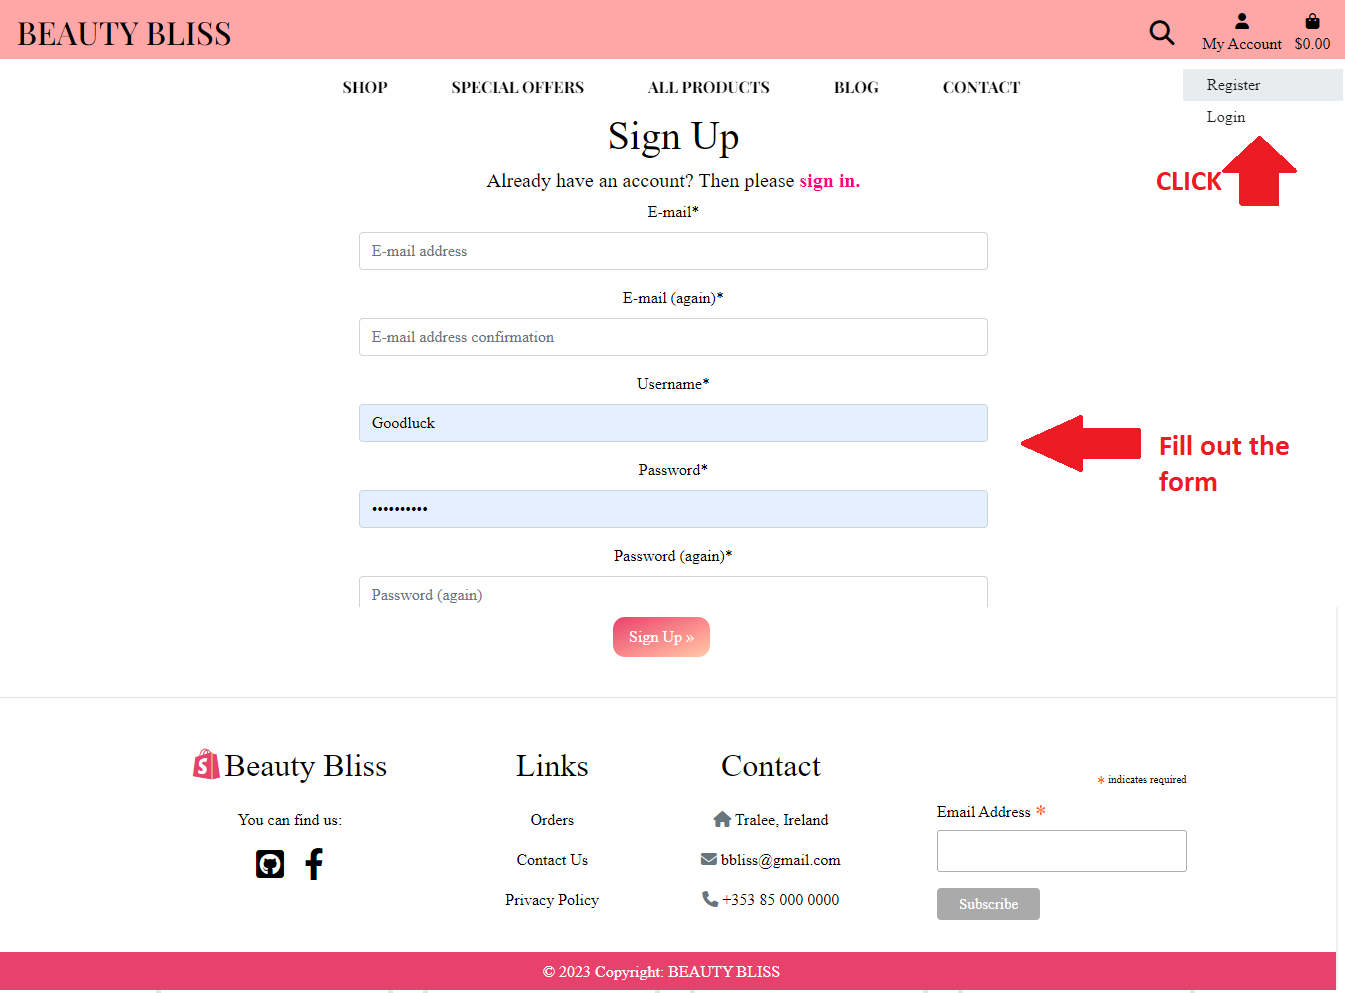 BEAUTY BLISS
My Account
$0.00
SHOP
SPECIAL OFFERS
ALL PRODUCTS
BLOG
CONTACT
Register
Login
CLICK
Sign Up
Already have an account? Then please sign in.
E-mail*
E-mail address
E-mail (again)*
E-mail address confirmation
Username*
Goodluck
Password*
••••••••••
Fill out the
form
Password (again)*
Password (again)
Sign Up »
Beauty Bliss
You can find us:
Links
Orders
Contact Us
Privacy Policy
Contact
Tralee, Ireland
bbliss@gmail.com
+353 85 000 0000
* indicates required
Email Address *
Subscribe
© 2023 Copyright: BEAUTY BLISS